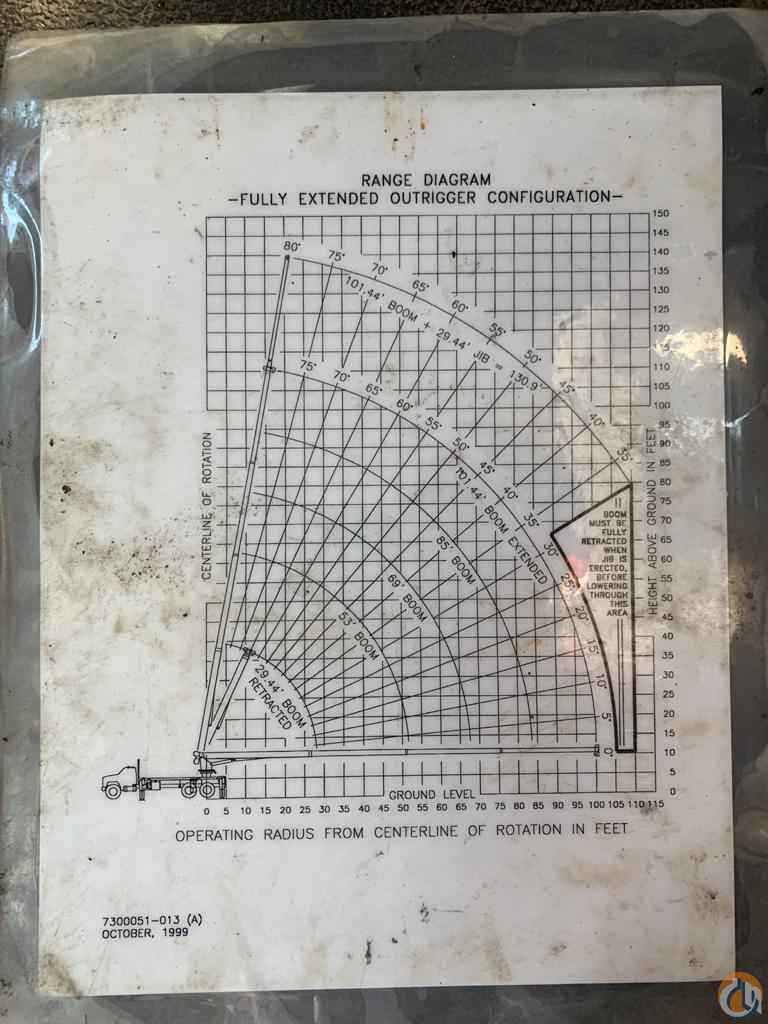 RANGE DIAGRAM
-FULLY EXTENDED OUTRIGGER CONFIGURATION-
150
145
140
135
130
125
120
115
110
105
100
95
90
85
80
75
70
65
60
55
50
45
40
35
30
25
20
15
10
5
0
HEIGHT ABOVE GROUND IN FEET
CENTERLINE OF ROTATION
80°
75°
70°
65°
60°
55°
50°
45°
40°
35°
101.44' BOOM + 29.44' JIB = 130.9'
75°
70°
65°
60°
55°
50°
45°
40°
35°
30°
25°
20°
15°
10°
5°
0°
101.44' BOOM EXTENDED
85' BOOM
69' BOOM
53' BOOM
29.44' BOOM
RETRACTED
BOOM
MUST BE
FULLY
RETRACTED
WHEN
JIB IS
ERECTED,
BEFORE
LOWERING
THROUGH
THIS
AREA
GROUND LEVEL
0 5 10 15 20 25 30 35 40 45 50 55 60 65 70 75 80 85 90 95 100 105 110 115
OPERATING RADIUS FROM CENTERLINE OF ROTATION IN FEET
7300051-013 (A)
OCTOBER, 1999